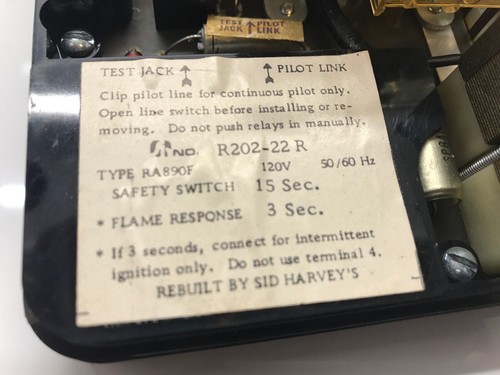 TEST JACK PILOT LINK
TEST JACK PILOT LINK
Clip pilot line for continuous pilot only.
Open line switch before installing or re-
moving. Do not push relays in manually.
NO. R202-22 R
TYPE RA890F 120V 50/60 Hz
SAFETY SWITCH 15 Sec.
* FLAME RESPONSE 3 Sec.
* If 3 seconds, connect for intermittent
ignition only. Do not use terminal 4.
REBUILT BY SID HARVEY'S